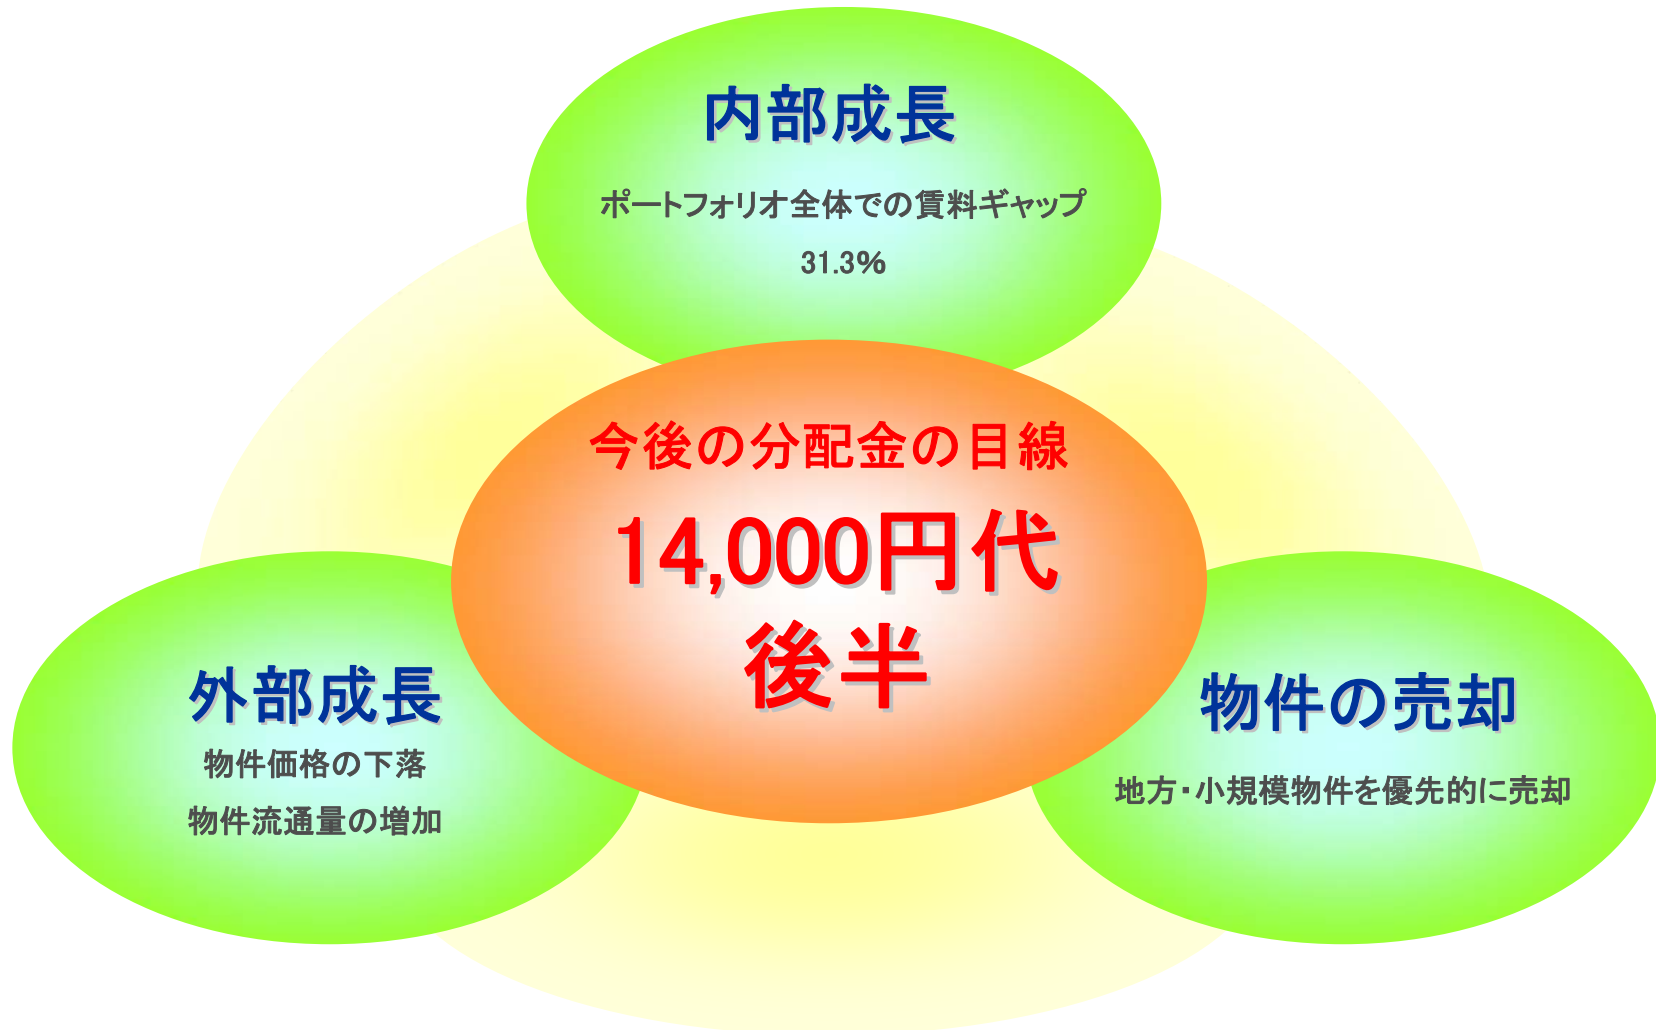 内部成長
ポートフォリオ全体での賃料ギャップ
31.3%
今後の分配金の目線
14,000円代
後半
外部成長
物件価格の下落
物件流通量の増加
物件の売却
地方・小規模物件を優先的に売却